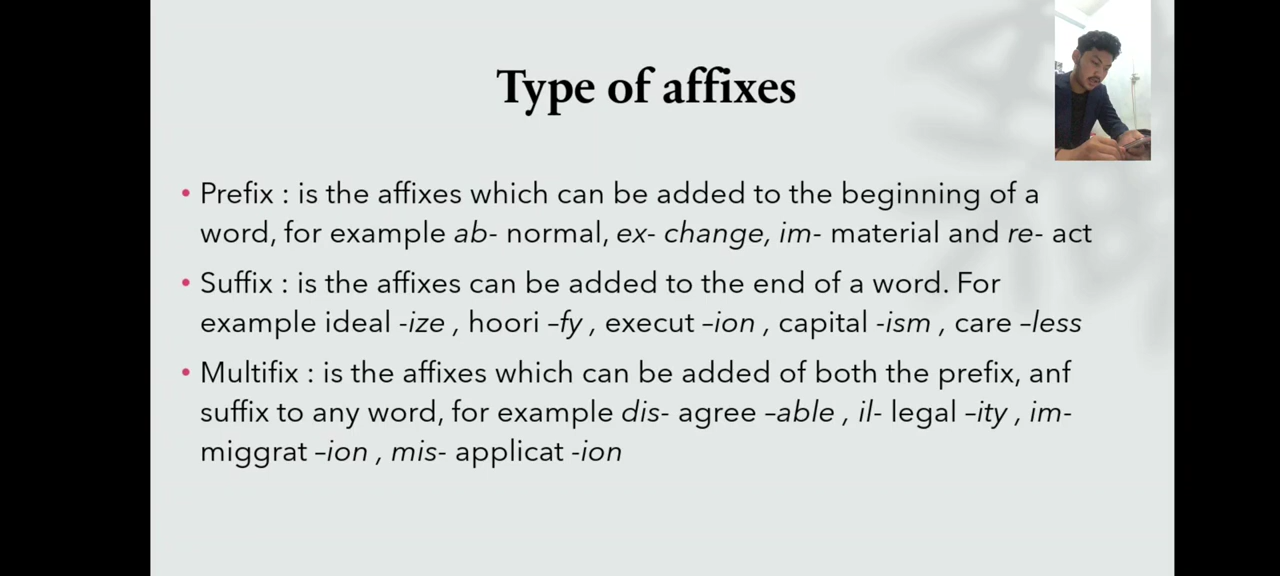 Type of affixes
• Prefix : is the affixes which can be added to the beginning of a
word, for example ab- normal, ex- change, im- material and re- act
• Suffix : is the affixes can be added to the end of a word. For
example ideal -ize , hoori –fy , execut –ion , capital -ism , care –less
• Multifix : is the affixes which can be added of both the prefix, anf
suffix to any word, for example dis- agree –able , il- legal –ity , im-
miggrat –ion , mis- applicat -ion